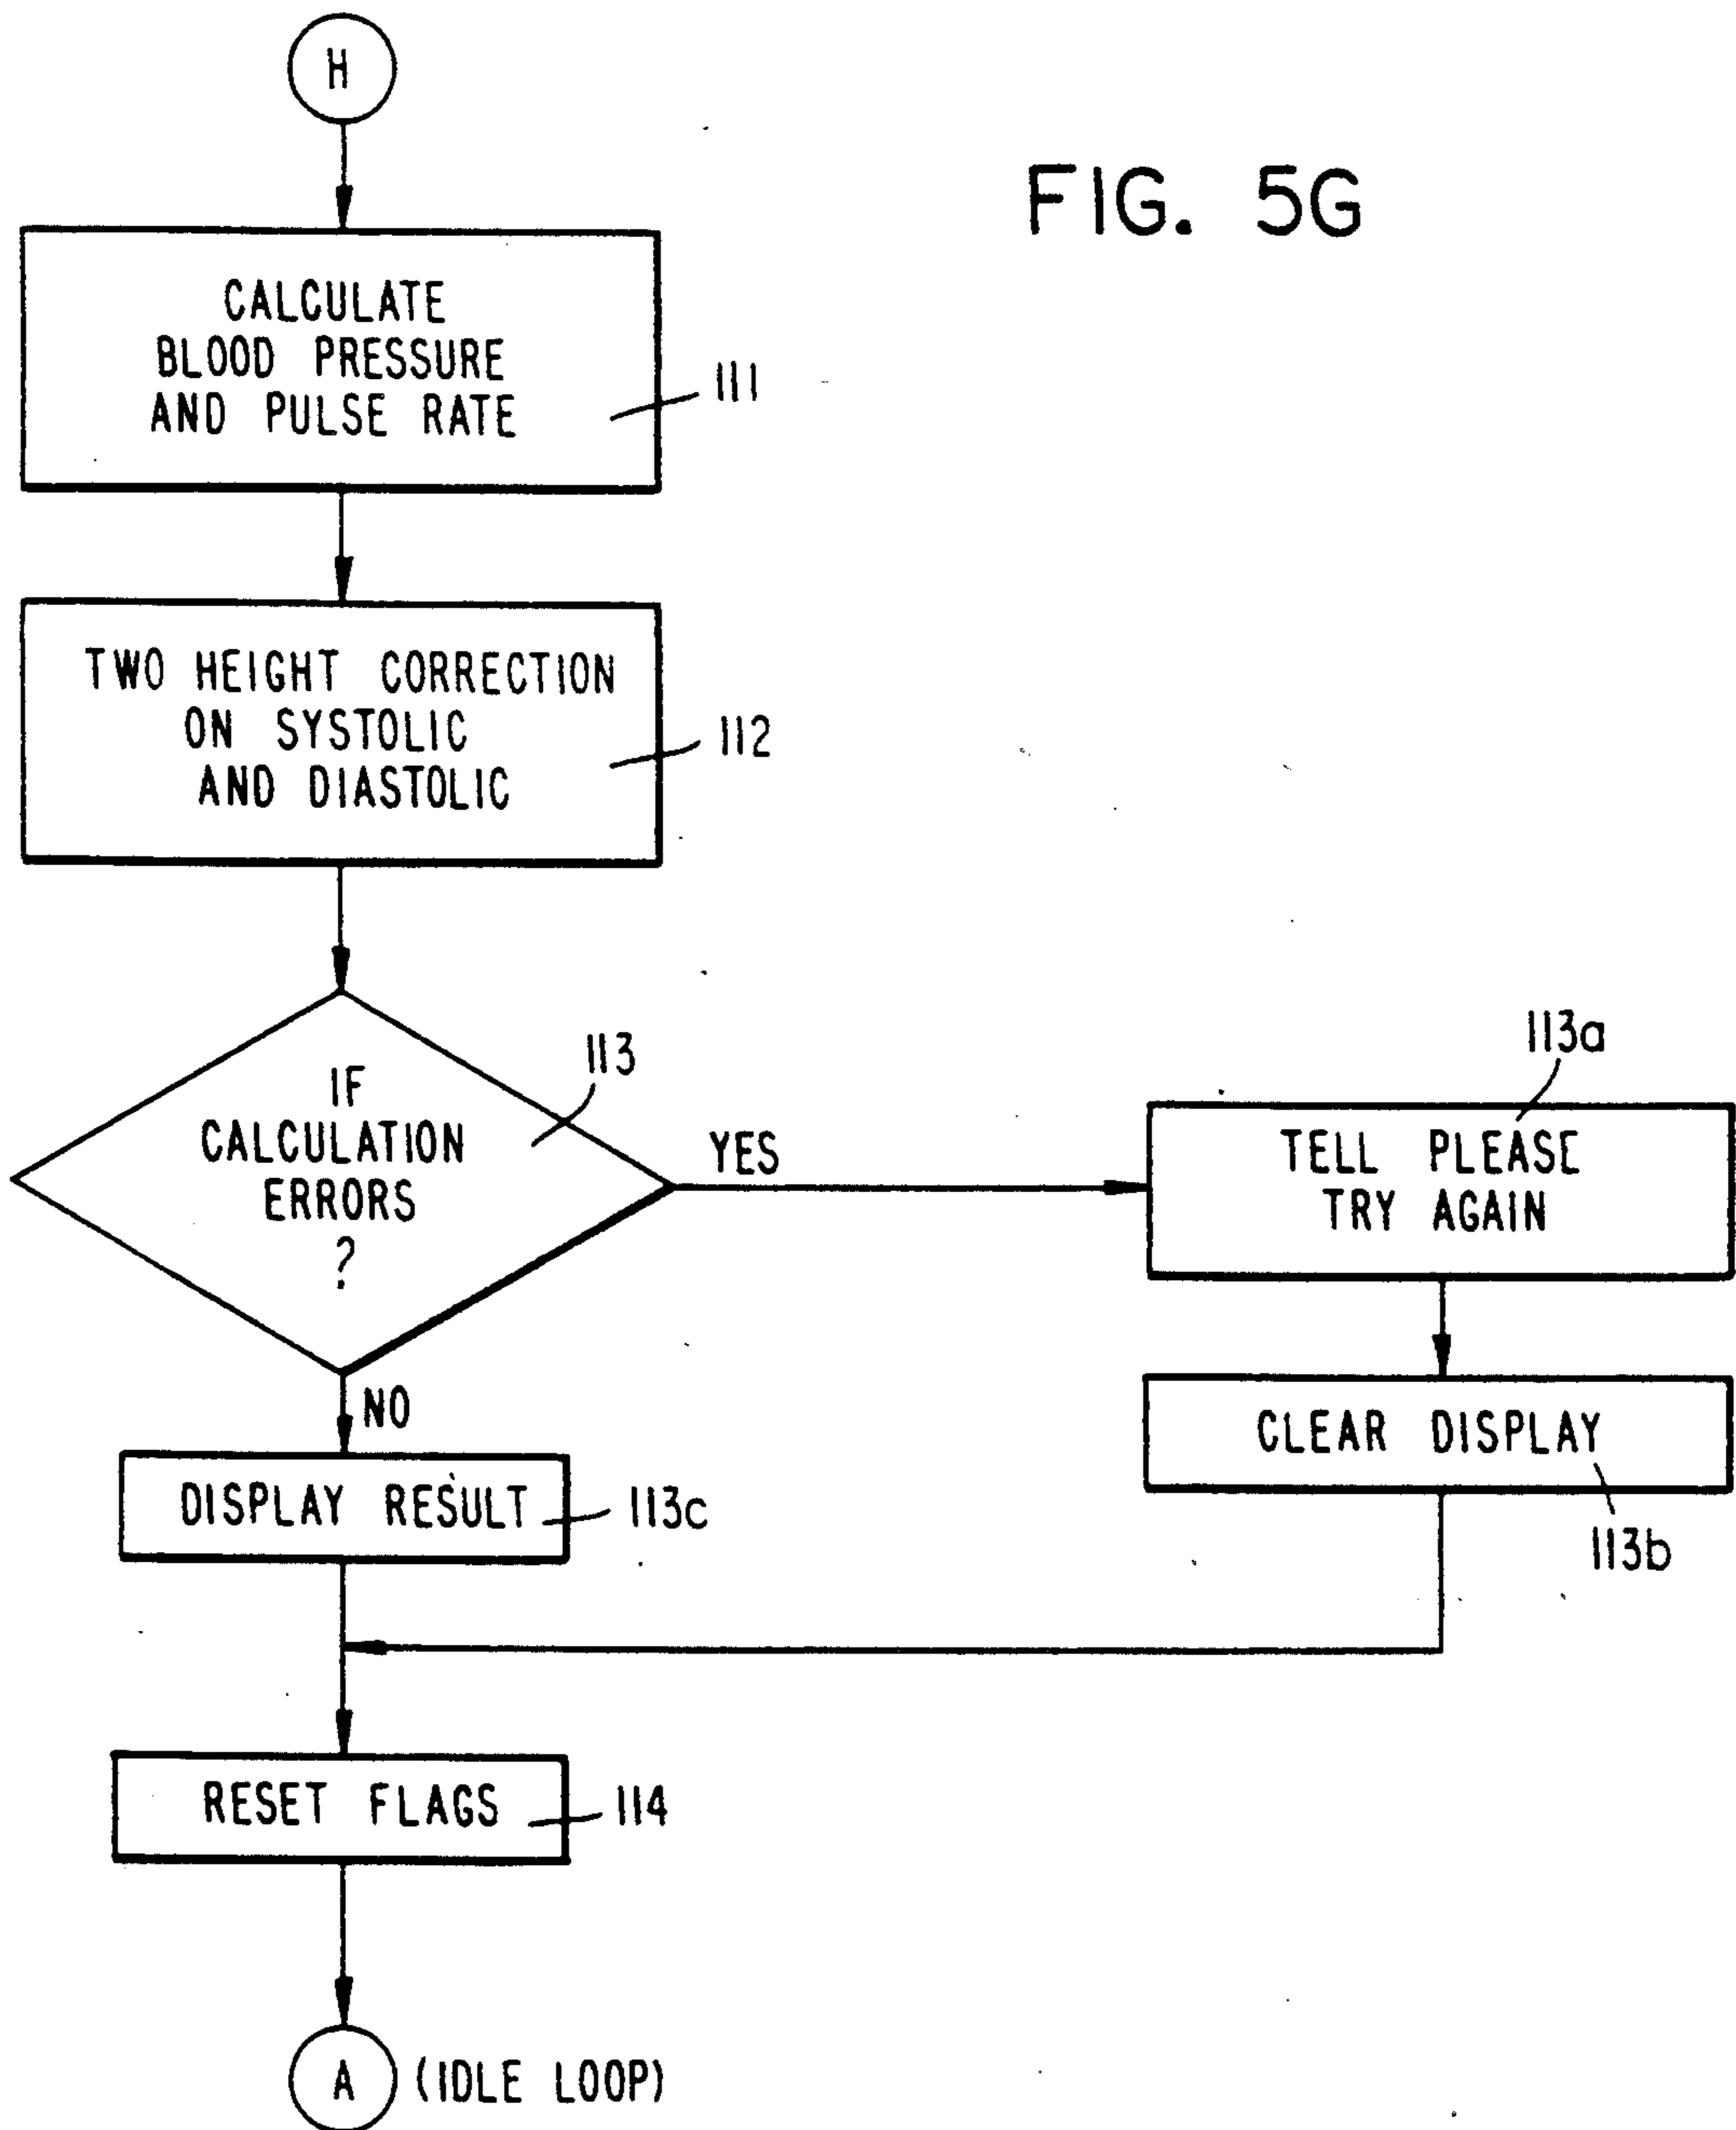 H
FIG. 5G
CALCULATE
BLOOD PRESSURE
AND PULSE RATE
111
TWO HEIGHT CORRECTION
ON SYSTOLIC
AND DIASTOLIC
112
IF
CALCULATION
ERRORS
?
113
YES
113a
TELL PLEASE
TRY AGAIN
NO
CLEAR DISPLAY
113b
DISPLAY RESULT
113c
RESET FLAGS
114
A (IDLE LOOP)